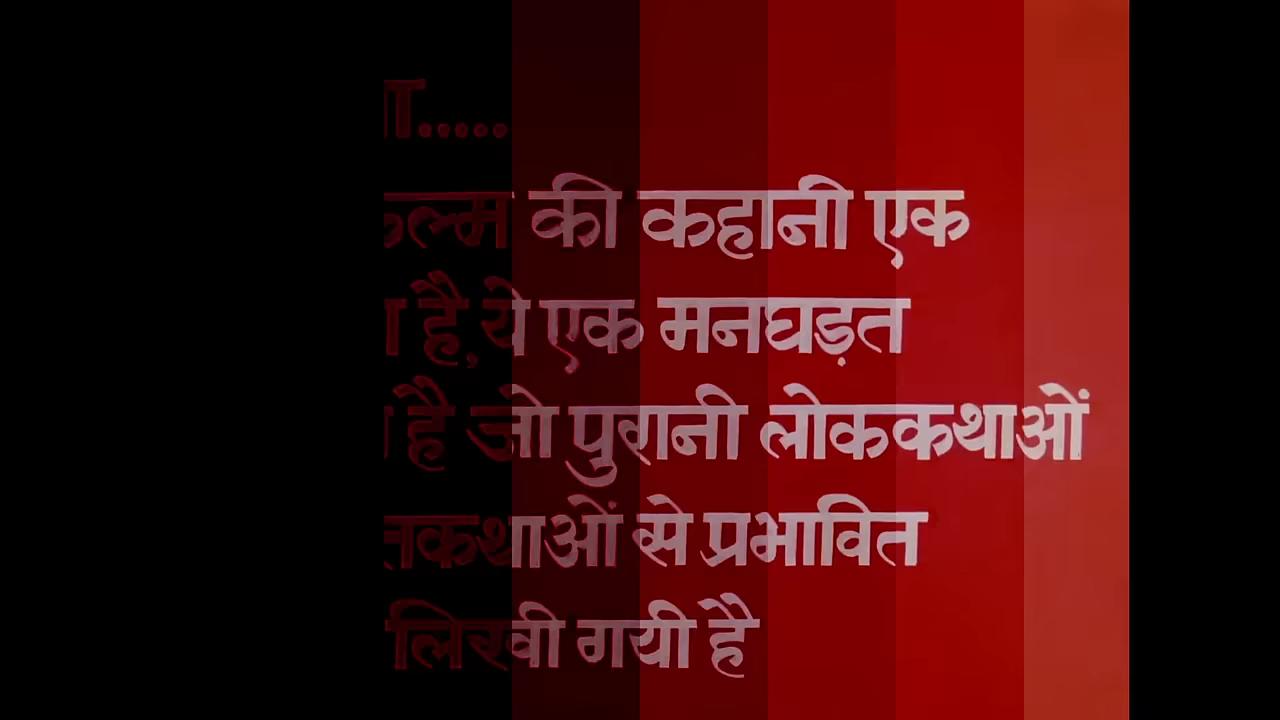 की कहानी एक
है, ये एक मनघड़त
है जो पुरानी लोककथाओं
से प्रभावित
लिखी गयी है